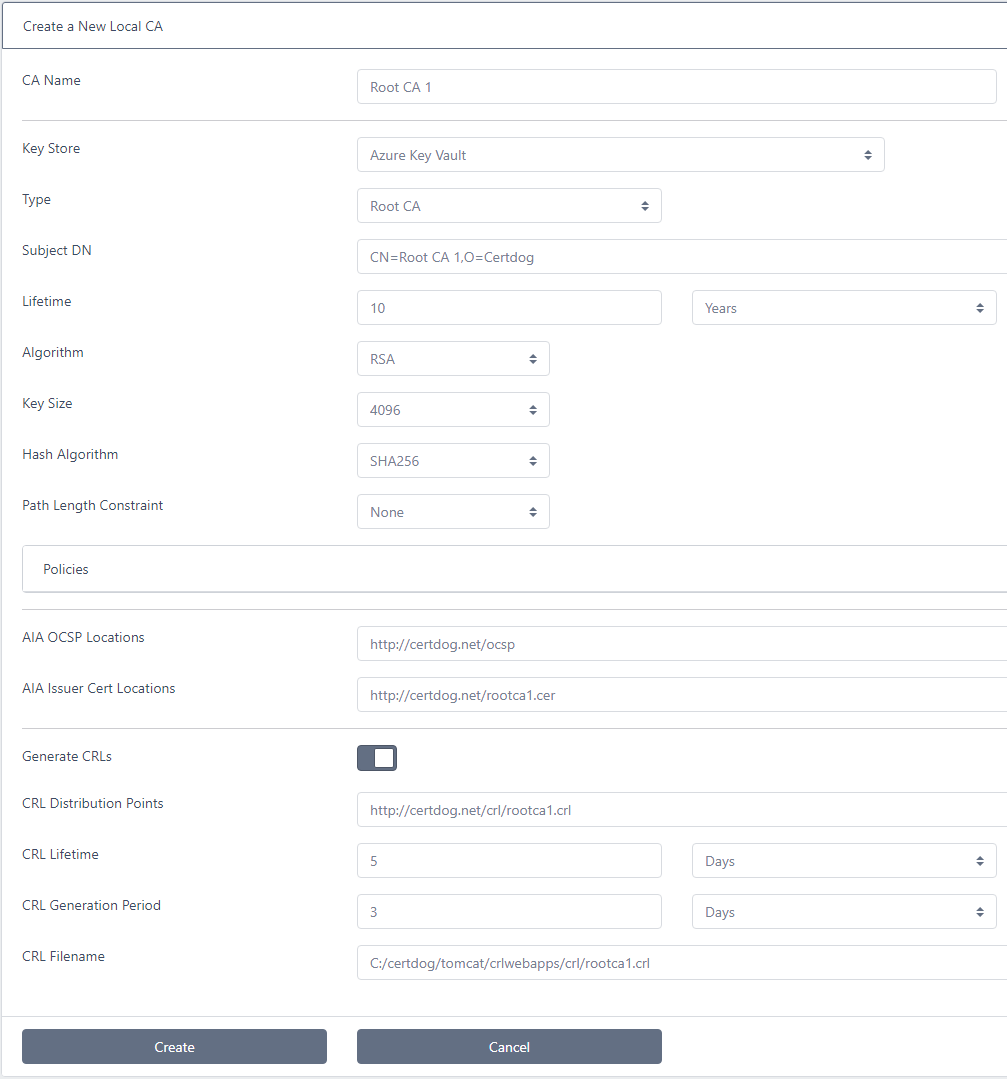 Create a New Local CA
CA Name
Root CA 1
Key Store
Azure Key Vault
Type
Root CA
Subject DN
CN=Root CA 1,O=Certdog
Lifetime
10
Years
Algorithm
RSA
Key Size
4096
Hash Algorithm
SHA256
Path Length Constraint
None
Policies
AIA OCSP Locations
http://certdog.net/ocsp
AIA Issuer Cert Locations
http://certdog.net/rootca1.cer
Generate CRLs
CRL Distribution Points
http://certdog.net/crl/rootca1.crl
CRL Lifetime
5
Days
CRL Generation Period
3
Days
CRL Filename
C:/certdog/tomcat/crlwebapps/crl/rootca1.crl
Create
Cancel